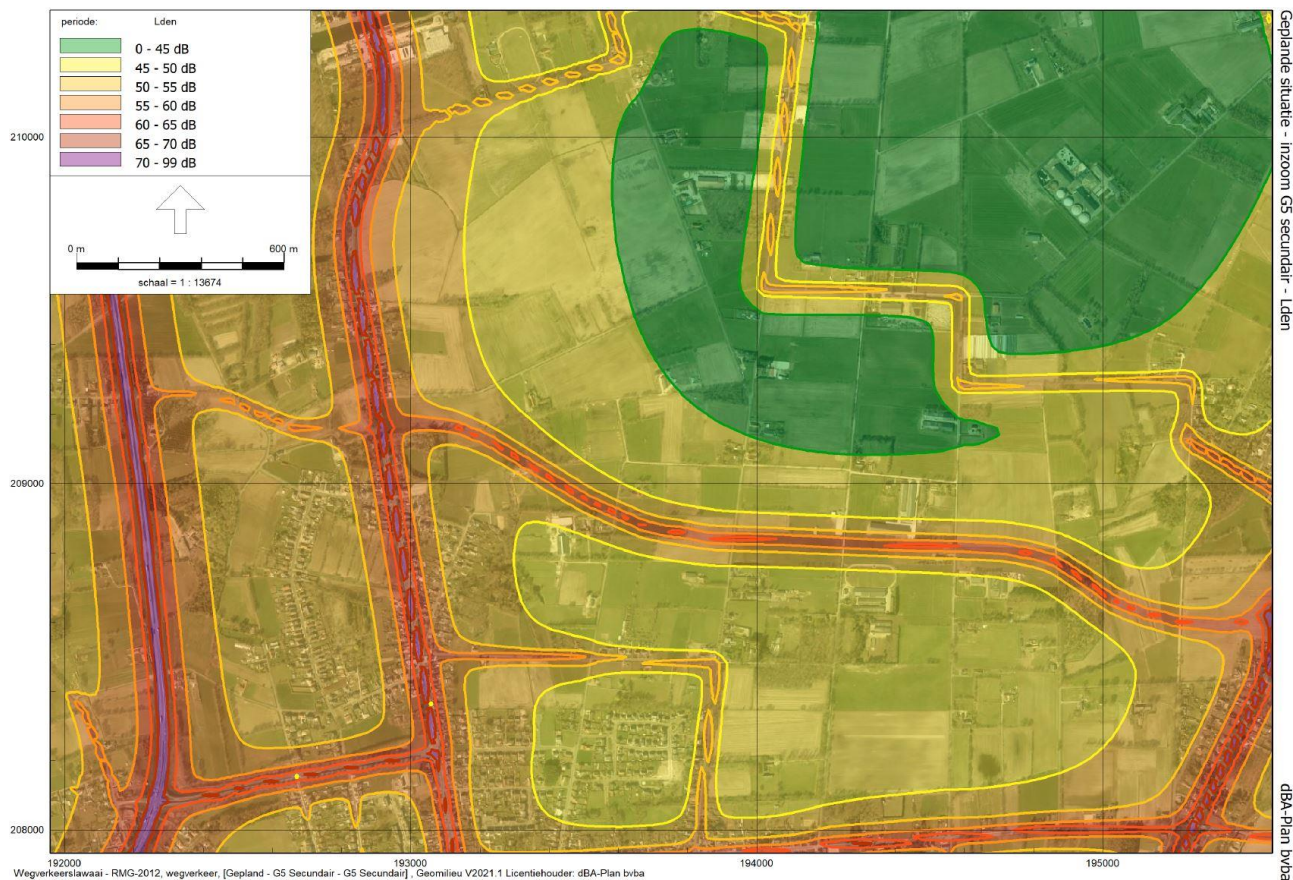 periode: Lden
0 - 45 dB
45 - 50 dB
50 - 55 dB
55 - 60 dB
60 - 65 dB
65 - 70 dB
70 - 99 dB
0 m 600 m
schaal = 1 : 13674
210000
209000
208000
192000 193000 194000 195000
Wegverkeerslawaai - RMG-2012, wegverkeer, [Gepland - G5 Secundair - G5 Secundair] , Geomilieu V2021.1 Licentiehouder: dBA-Plan bvba
Geplande situatie - inzoom G5 secundair - Lden
dBA-Plan bvba